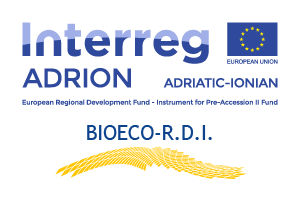 Interreg
EUROPEAN UNION
ADRION ADRIATIC-IONIAN
European Regional Development Fund - Instrument for Pre-Accession II Fund
BIOECO-R.D.I.